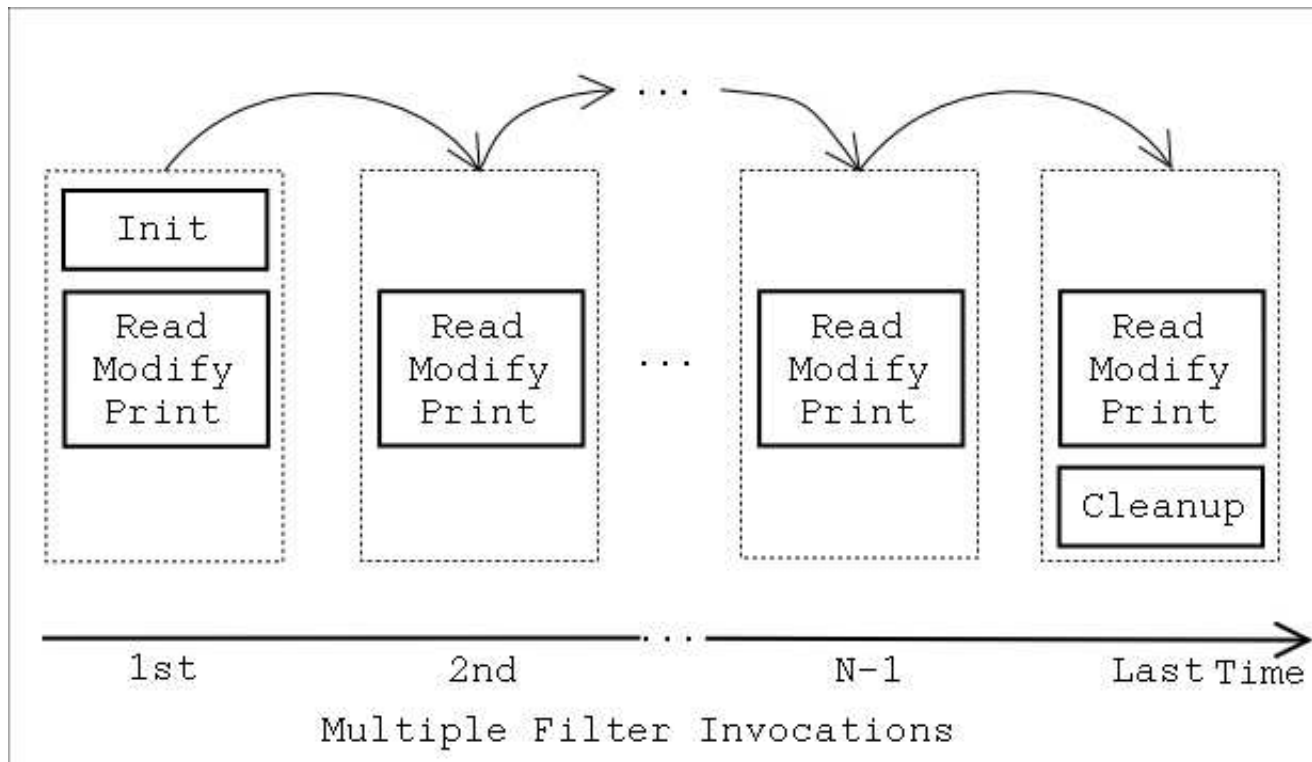 ...
Init
Read
Modify
Print
Read
Modify
Print
...
Read
Modify
Print
Read
Modify
Print
Cleanup
...
1st 2nd N-1 Last Time
Multiple Filter Invocations